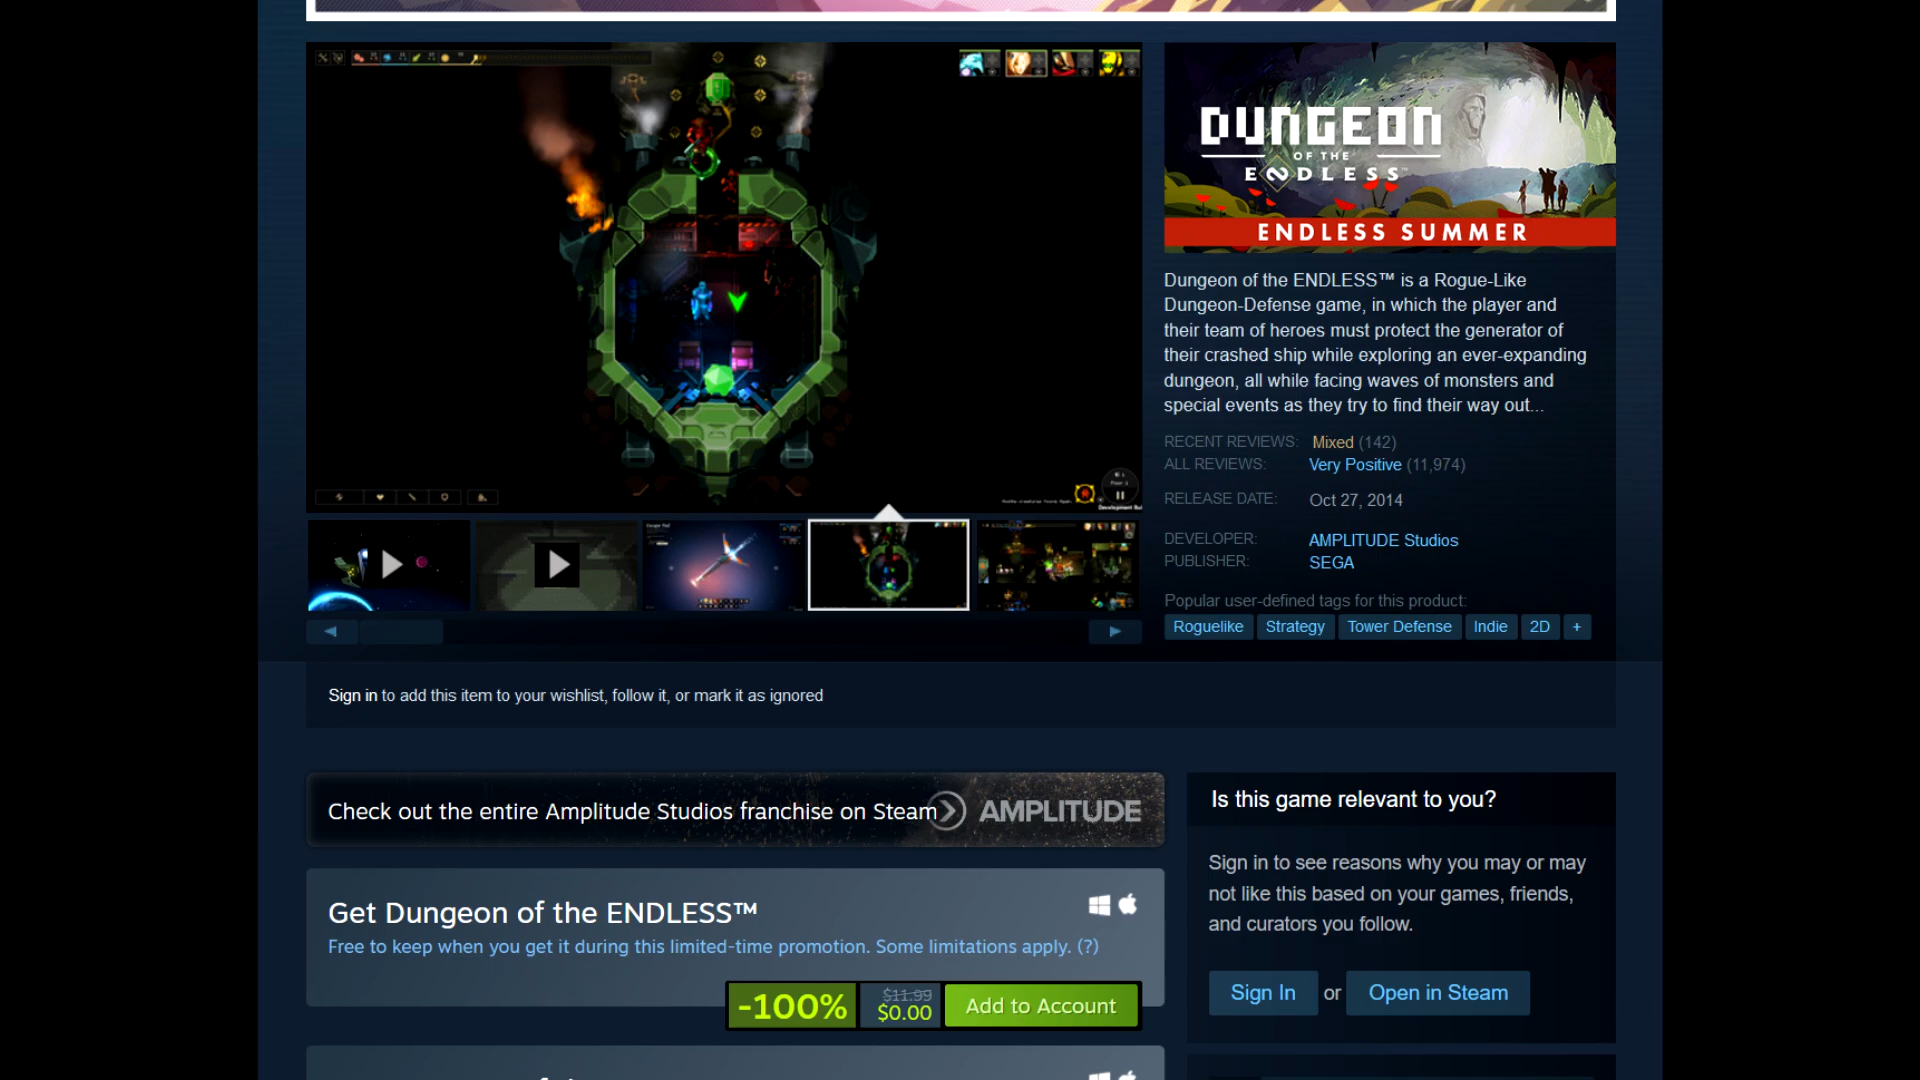 DUNGEON
OF THE
ENDLESS™
ENDLESS SUMMER
Dungeon of the ENDLESS™ is a Rogue-Like
Dungeon-Defense game, in which the player and
their team of heroes must protect the generator of
their crashed ship while exploring an ever-expanding
dungeon, all while facing waves of monsters and
special events as they try to find their way out...
RECENT REVIEWS: Mixed (142)
ALL REVIEWS: Very Positive (11,974)
RELEASE DATE: Oct 27, 2014
DEVELOPER: AMPLITUDE Studios
PUBLISHER: SEGA
Popular user-defined tags for this product:
Roguelike Strategy Tower Defense Indie 2D +
Sign in to add this item to your wishlist, follow it, or mark it as ignored
Check out the entire Amplitude Studios franchise on Steam AMPLITUDE
Get Dungeon of the ENDLESS™
Free to keep when you get it during this limited-time promotion. Some limitations apply. (?)
-100% $11.99 $0.00 Add to Account
Is this game relevant to you?
Sign in to see reasons why you may or may
not like this based on your games, friends,
and curators you follow.
Sign In or Open in Steam